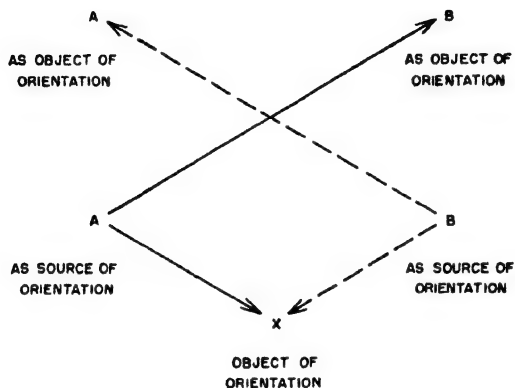 A
B
AS OBJECT OF
ORIENTATION
AS OBJECT OF
ORIENTATION
A
B
AS SOURCE OF
ORIENTATION
AS SOURCE OF
ORIENTATION
X
OBJECT OF
ORIENTATION